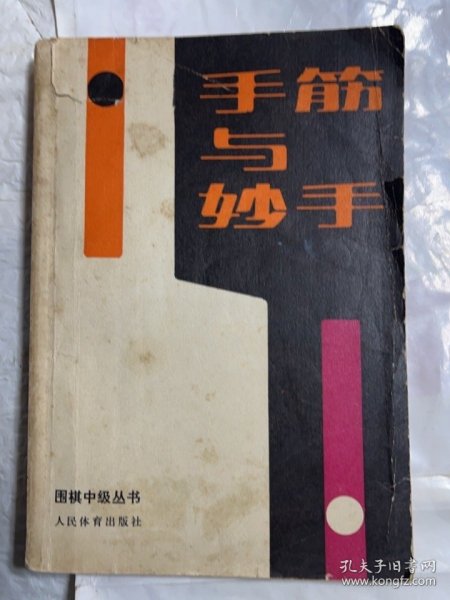 手筋
与
妙手
围棋中级丛书
人民体育出版社
孔夫子旧书网
www.kongfz.com